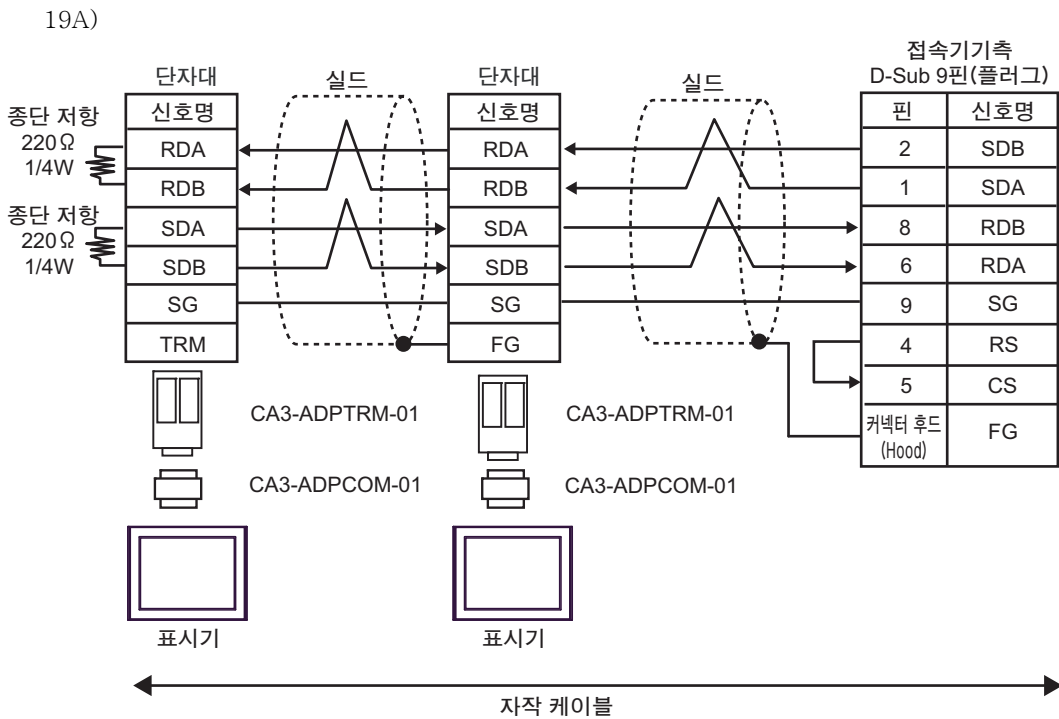 19A)
접속기기측
D-Sub 9핀(플러그)
단자대
실드
단자대
실드
종단 저항
220Ω
1/4W
종단 저항
220Ω
1/4W
신호명
RDA
RDB
SDA
SDB
SG
TRM
신호명
RDA
RDB
SDA
SDB
SG
FG
핀 신호명
2 SDB
1 SDA
8 RDB
6 RDA
9 SG
4 RS
5 CS
커넥터 후드
(Hood)
FG
CA3-ADPTRM-01
CA3-ADPTRM-01
CA3-ADPCOM-01
CA3-ADPCOM-01
표시기
표시기
자작 케이블